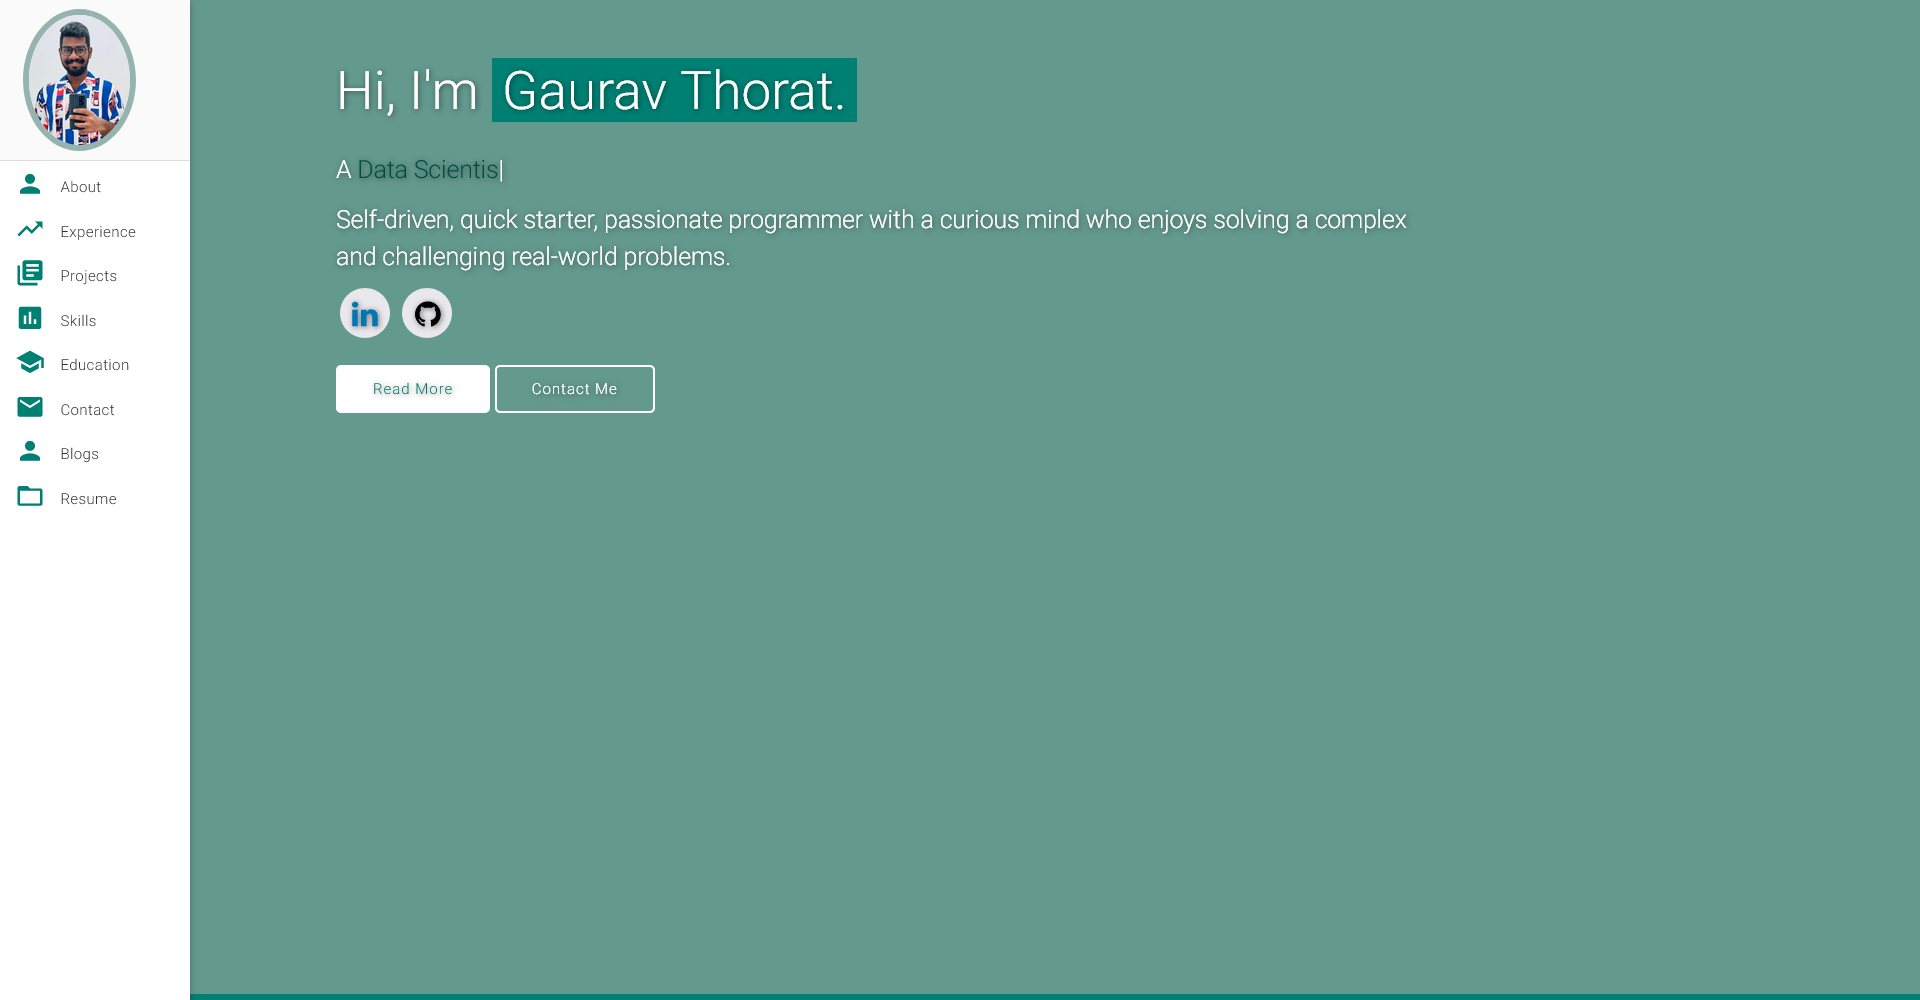 About
Experience
Projects
Skills
Education
Contact
Blogs
Resume
Hi, I'm Gaurav Thorat.
A Data Scientis|
Self-driven, quick starter, passionate programmer with a curious mind who enjoys solving a complex
and challenging real-world problems.
in
Read More
Contact Me